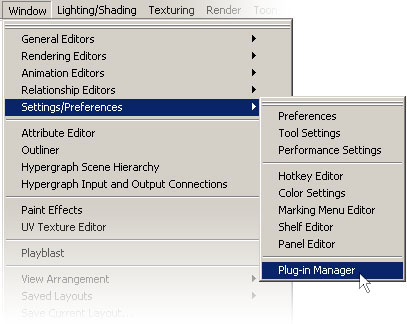 Window Lighting/Shading Texturing Render
General Editors
Rendering Editors
Animation Editors
Relationship Editors
Settings/Preferences
Attribute Editor
Outliner
Hypergraph Scene Hierarchy
Hypergraph Input and Output Connections
Paint Effects
UV Texture Editor
Playblast
View Arrangement
Saved Layouts
Save Current Layout...
Preferences
Tool Settings
Performance Settings
Hotkey Editor
Color Settings
Marking Menu Editor
Shelf Editor
Panel Editor
Plug-in Manager